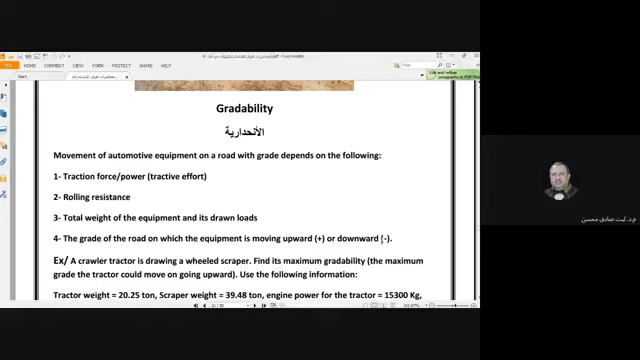 Start
HOME
COMMENT
VIEW
FORM
PROTECT
SHARE
HELP
Find
Gradability
الأنحدارية
Movement of automotive equipment on a road with grade depends on the following:
1- Traction force/power (tractive effort)
2- Rolling resistance
3- Total weight of the equipment and its drawn loads
4- The grade of the road on which the equipment is moving upward (+) or downward (-).
Ex/ A crawler tractor is drawing a wheeled scraper. Find its maximum gradability (the maximum
grade the tractor could move on going upward). Use the following information:
Tractor weight = 20.25 ton, Scraper weight = 39.48 ton, engine power for the tractor = 15300 Kg,
م.د. ليث صادق محسن